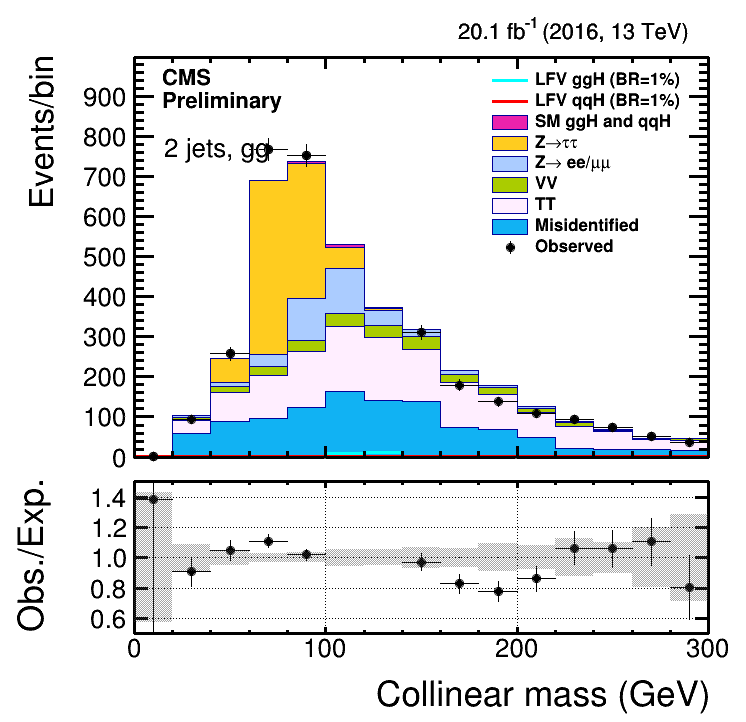 20.1 fb-1 (2016, 13 TeV)
Events/bin
CMS
Preliminary
2 jets, gg
LFV ggH (BR=1%)
LFV qqH (BR=1%)
SM ggH and qqH
Z→ττ
Z→ ee/μμ
VV
TT
Misidentified
Observed
900
800
700
600
500
400
300
200
100
0
Obs./Exp.
1.4
1.2
1.0
0.8
0.6
0 100 200 300
Collinear mass (GeV)